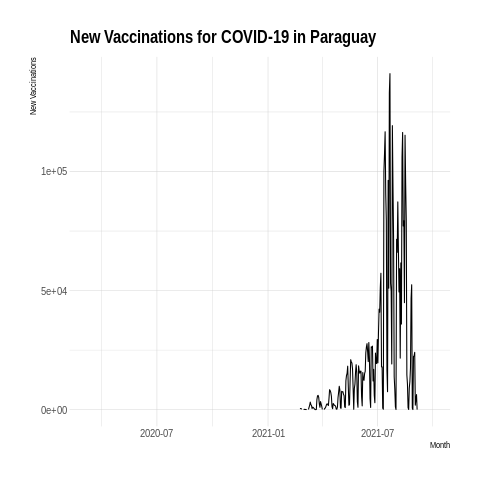 New Vaccinations for COVID-19 in Paraguay
New Vaccinations
1e+05
5e+04
0e+00
2020-07
2021-01
2021-07
Month